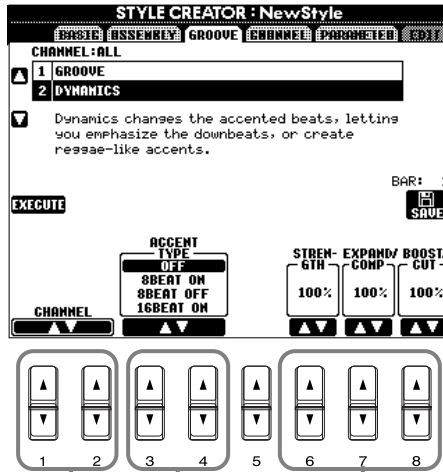 STYLE CREATOR : NewStyle
BASIC ASSEMBLY GROOVE CHANNEL PARAMETER EDIT
CHANNEL:ALL
1 GROOVE
2 DYNAMICS
Dynamics changes the accented beats, letting
you emphasize the downbeats, or create
reggae-like accents.
BAR:
EXECUTE
SAVE
ACCENT
TYPE
OFF
8BEAT ON
8BEAT OFF
16BEAT ON
CHANNEL
STREN-
GTH
100%
EXPAND/
COMP
100%
BOOST/
CUT
100%
1 2 3 4 5 6 7 8